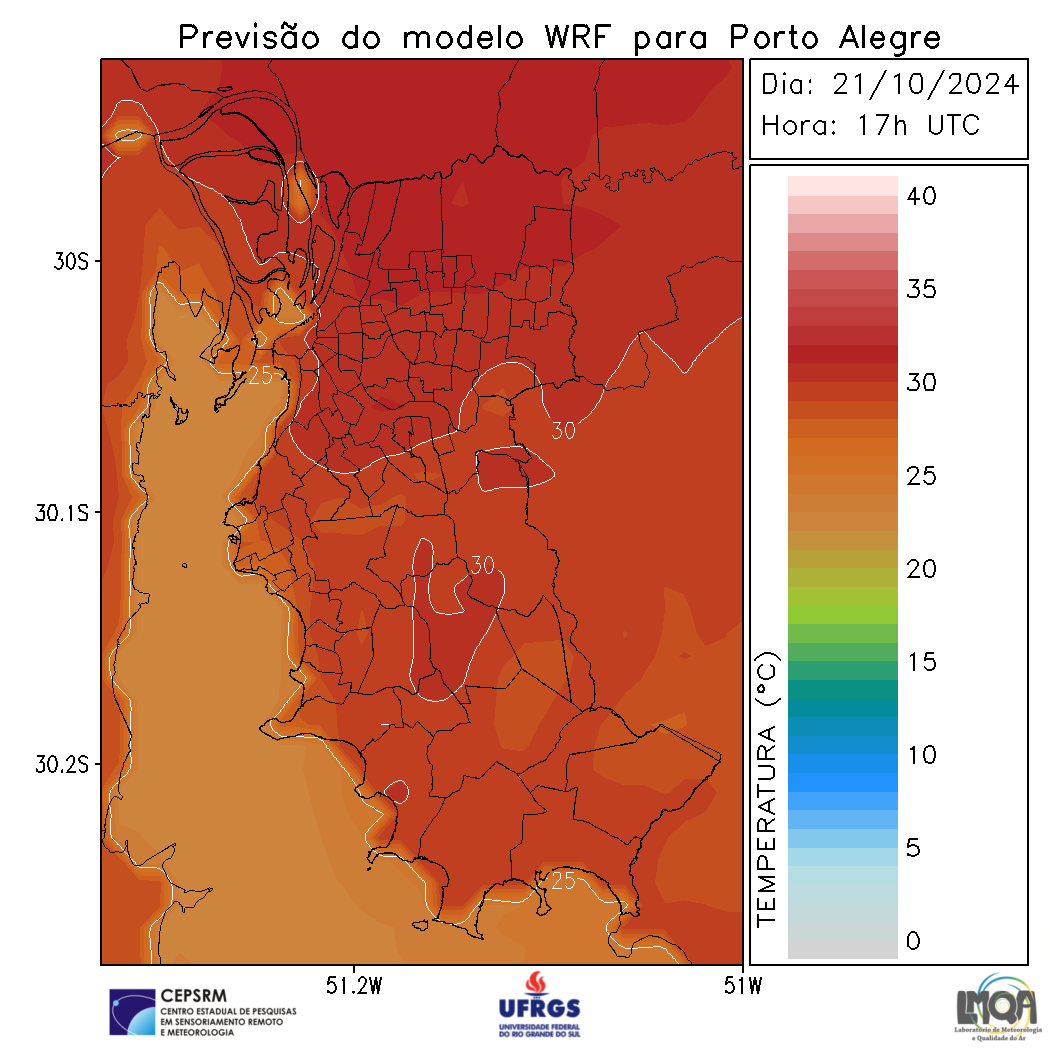 Previsão do modelo WRF para Porto Alegre
Dia: 21/10/2024
Hora: 17h UTC
40
35
30
25
20
15
10
5
0
TEMPERATURA (°C)
30S
30.1S
30.2S
51.2W
51W
25
30
30
25
CEPSRM
CENTRO ESTADUAL DE PESQUISAS
EM SENSORIAMENTO REMOTO
E METEOROLOGIA
UFRGS
UNIVERSIDADE FEDERAL
DO RIO GRANDE DO SUL
LMQA
Laboratório de Meteorologia
e Qualidade do Ar